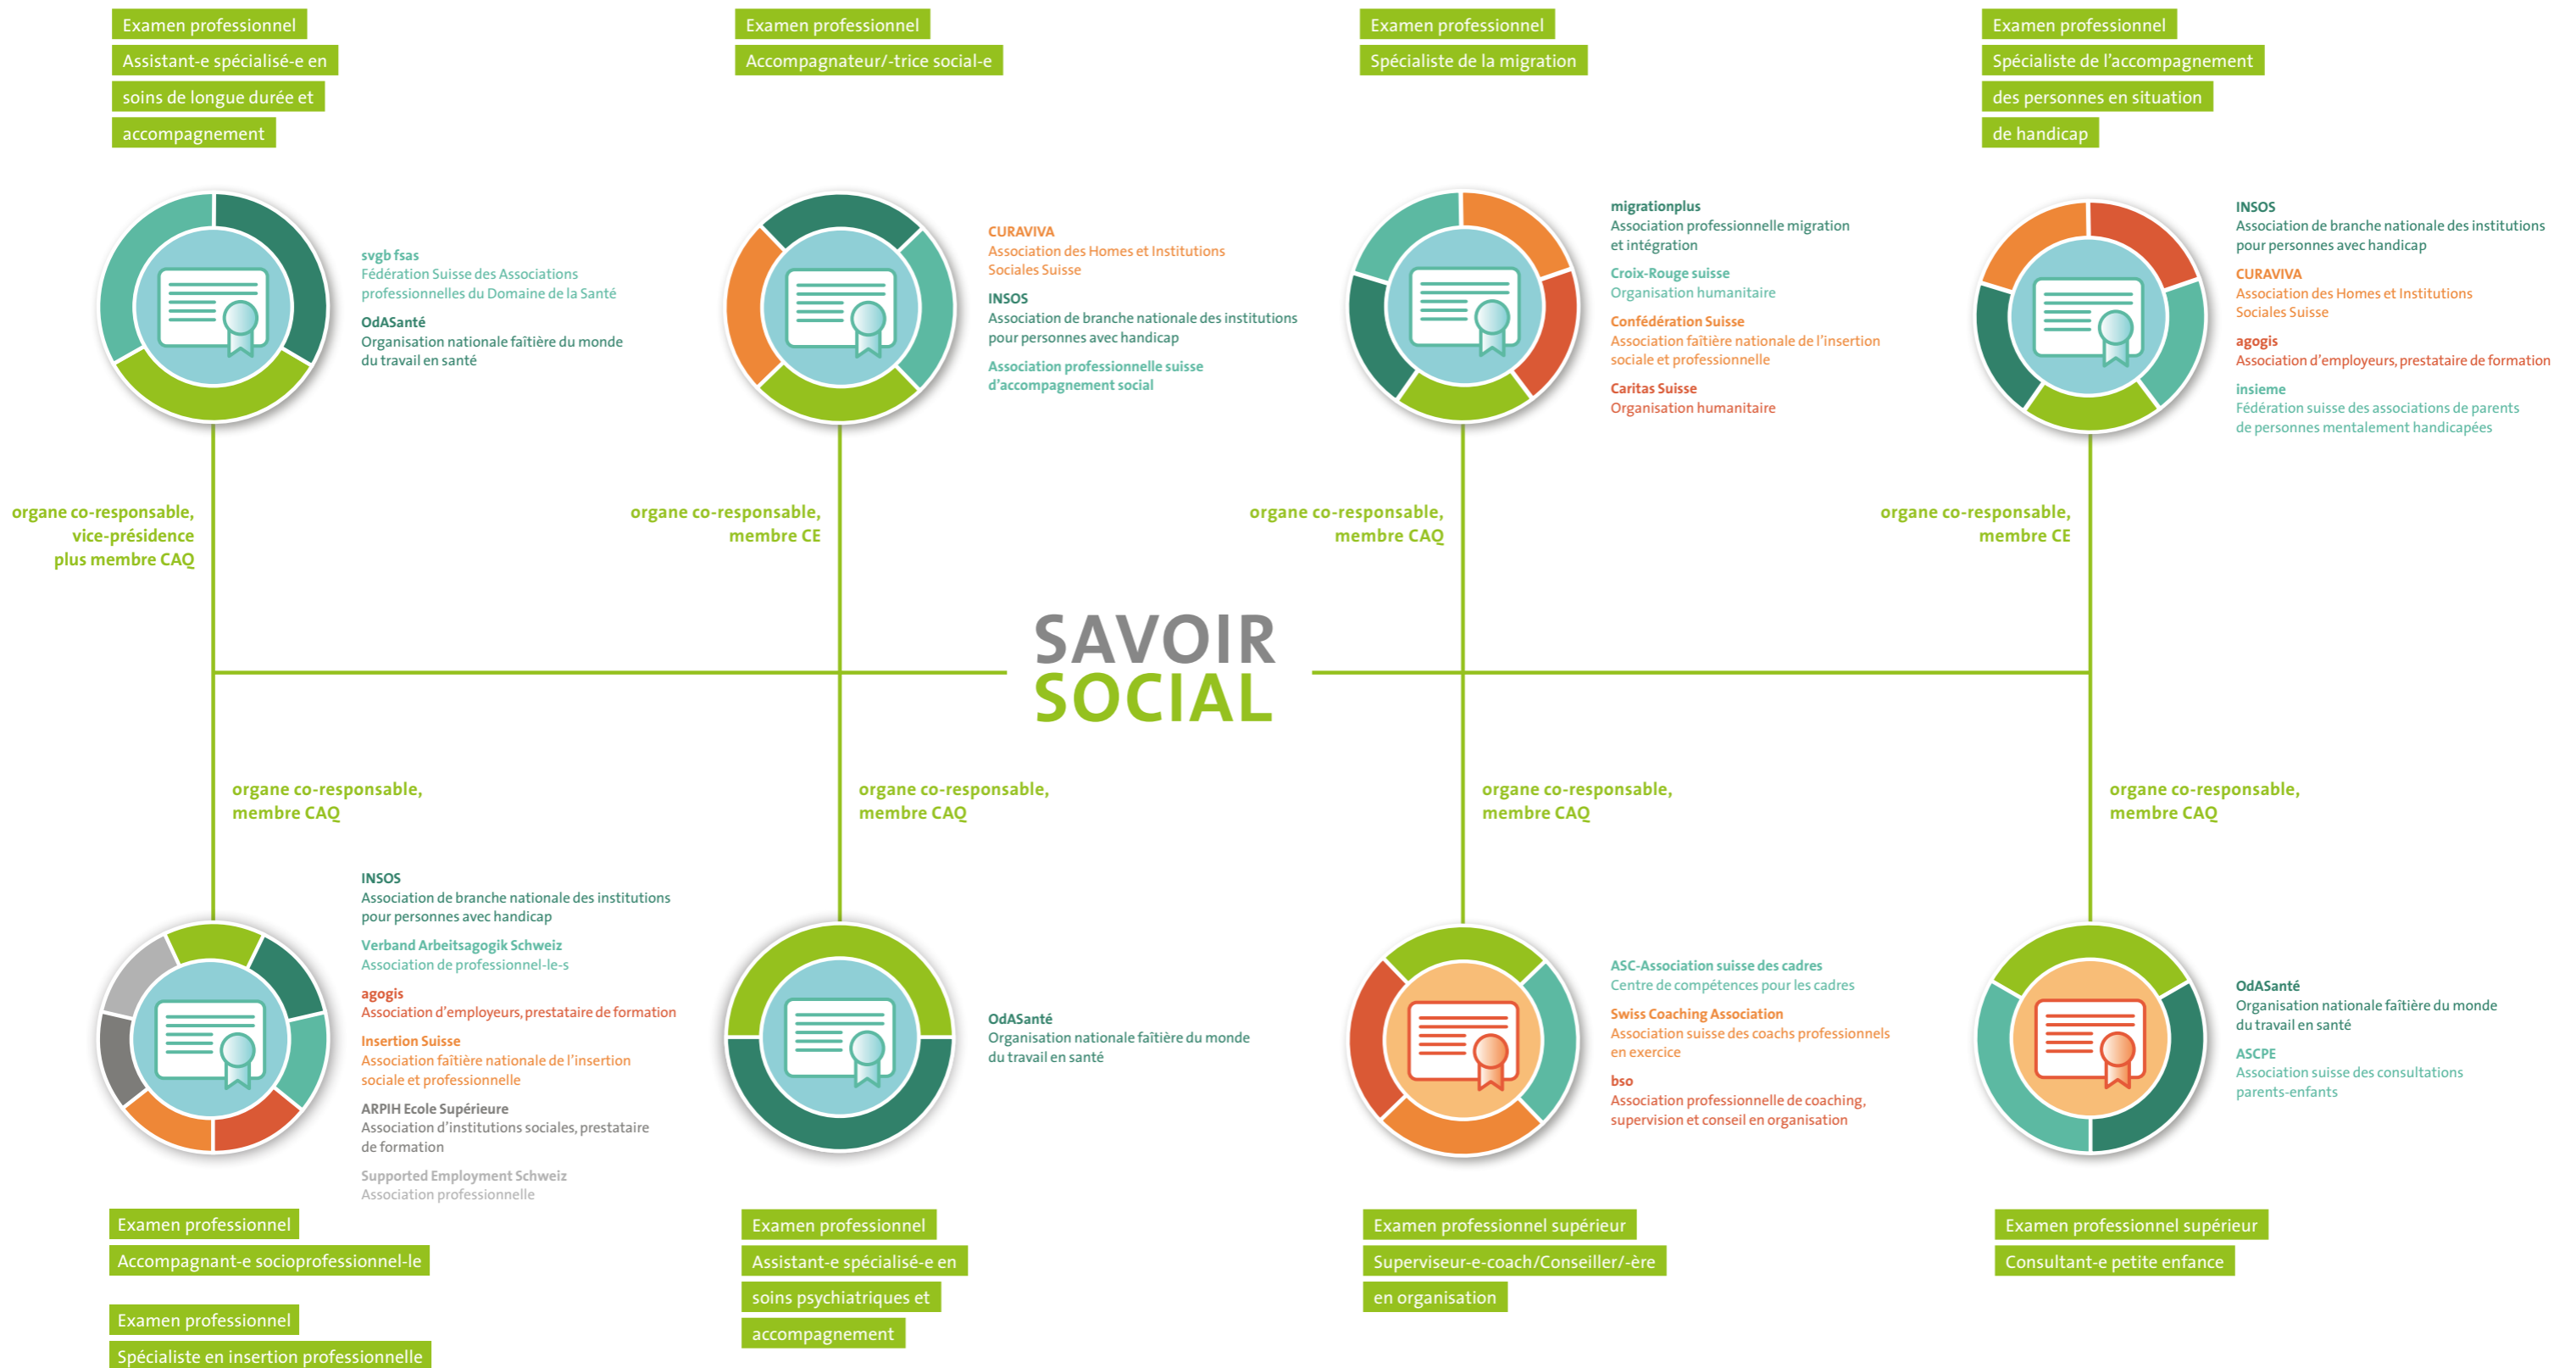 Examen professionnel
Assistant-e spécialisé-e en
soins de longue durée et
accompagnement
svgb fsas
Fédération Suisse des Associations
professionnelles du Domaine de la Santé
OdASanté
Organisation nationale faîtière du monde
du travail en santé
organe co-responsable,
vice-présidence
plus membre CAQ
Examen professionnel
Accompagnateur/-trice social-e
CURAVIVA
Association des Homes et Institutions
Sociales Suisse
INSOS
Association de branche nationale des institutions
pour personnes avec handicap
Association professionnelle suisse
d'accompagnement social
organe co-responsable,
membre CE
Examen professionnel
Spécialiste de la migration
migrationplus
Association professionnelle migration
et intégration
Croix-Rouge suisse
Organisation humanitaire
Confédération Suisse
Association faîtière nationale de l'insertion
sociale et professionnelle
Caritas Suisse
Organisation humanitaire
organe co-responsable,
membre CAQ
Examen professionnel
Spécialiste de l'accompagnement
des personnes en situation
de handicap
INSOS
Association de branche nationale des institutions
pour personnes avec handicap
CURAVIVA
Association des Homes et Institutions
Sociales Suisse
agogis
Association d'employeurs, prestataire de formation
insieme
Fédération suisse des associations de parents
de personnes mentalement handicapées
organe co-responsable,
membre CE
SAVOIR
SOCIAL
organe co-responsable,
membre CAQ
INSOS
Association de branche nationale des institutions
pour personnes avec handicap
Verband Arbeitsagogik Schweiz
Association de professionnel-le-s
agogis
Association d'employeurs, prestataire de formation
Insertion Suisse
Association faîtière nationale de l'insertion
sociale et professionnelle
ARPIH Ecole Supérieure
Association d'institutions sociales, prestataire
de formation
Supported Employment Schweiz
Association professionnelle
Examen professionnel
Accompagnant-e socioprofessionnel-le
Examen professionnel
Spécialiste en insertion professionnelle
organe co-responsable,
membre CAQ
OdASanté
Organisation nationale faîtière du monde
du travail en santé
Examen professionnel
Assistant-e spécialisé-e en
soins psychiatriques et
accompagnement
organe co-responsable,
membre CAQ
ASC-Association suisse des cadres
Centre de compétences pour les cadres
Swiss Coaching Association
Association suisse des coachs professionnels
en exercice
bso
Association professionnelle de coaching,
supervision et conseil en organisation
Examen professionnel supérieur
Superviseur-e-coach/Conseiller/-ère
en organisation
organe co-responsable,
membre CAQ
OdASanté
Organisation nationale faîtière du monde
du travail en santé
ASCPE
Association suisse des consultations
parents-enfants
Examen professionnel supérieur
Consultant-e petite enfance